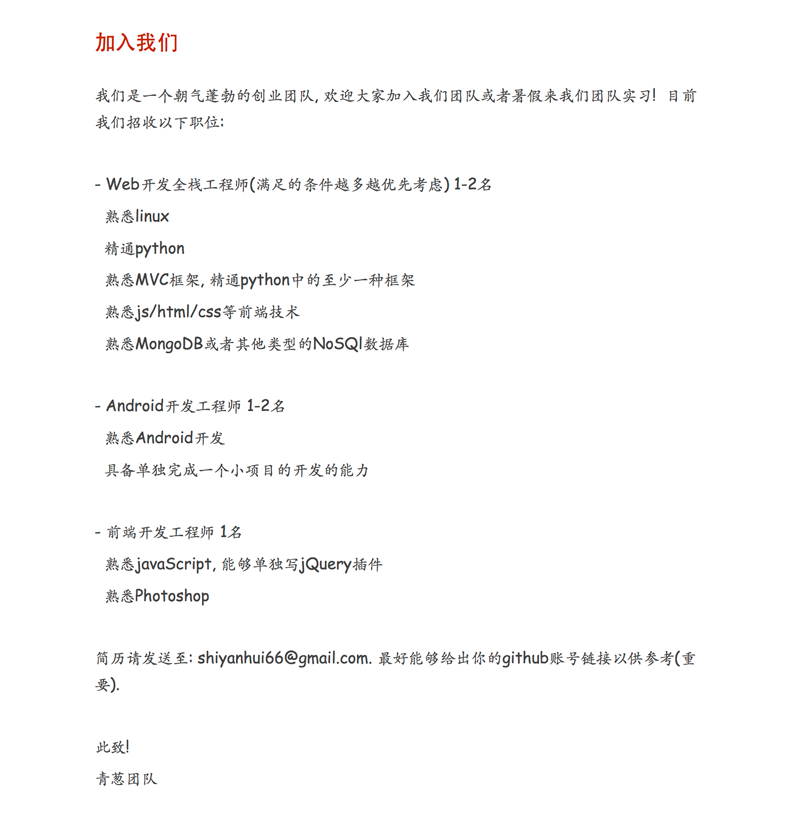 加入我们
我们是一个朝气蓬勃的创业团队, 欢迎大家加入我们团队或者暑假来我们团队实习! 目前
我们招收以下职位:
- Web开发全栈工程师(满足的条件越多越优先考虑) 1-2名
熟悉linux
精通python
熟悉MVC框架, 精通python中的至少一种框架
熟悉js/html/css等前端技术
熟悉MongoDB或者其他类型的NoSQl数据库
- Android开发工程师 1-2名
熟悉Android开发
具备单独完成一个小项目的开发的能力
- 前端开发工程师 1名
熟悉javaScript, 能够单独写jQuery插件
熟悉Photoshop
简历请发送至: shiyanhui66@gmail.com. 最好能够给出你的github账号链接以供参考(重
要).
此致!
青葱团队